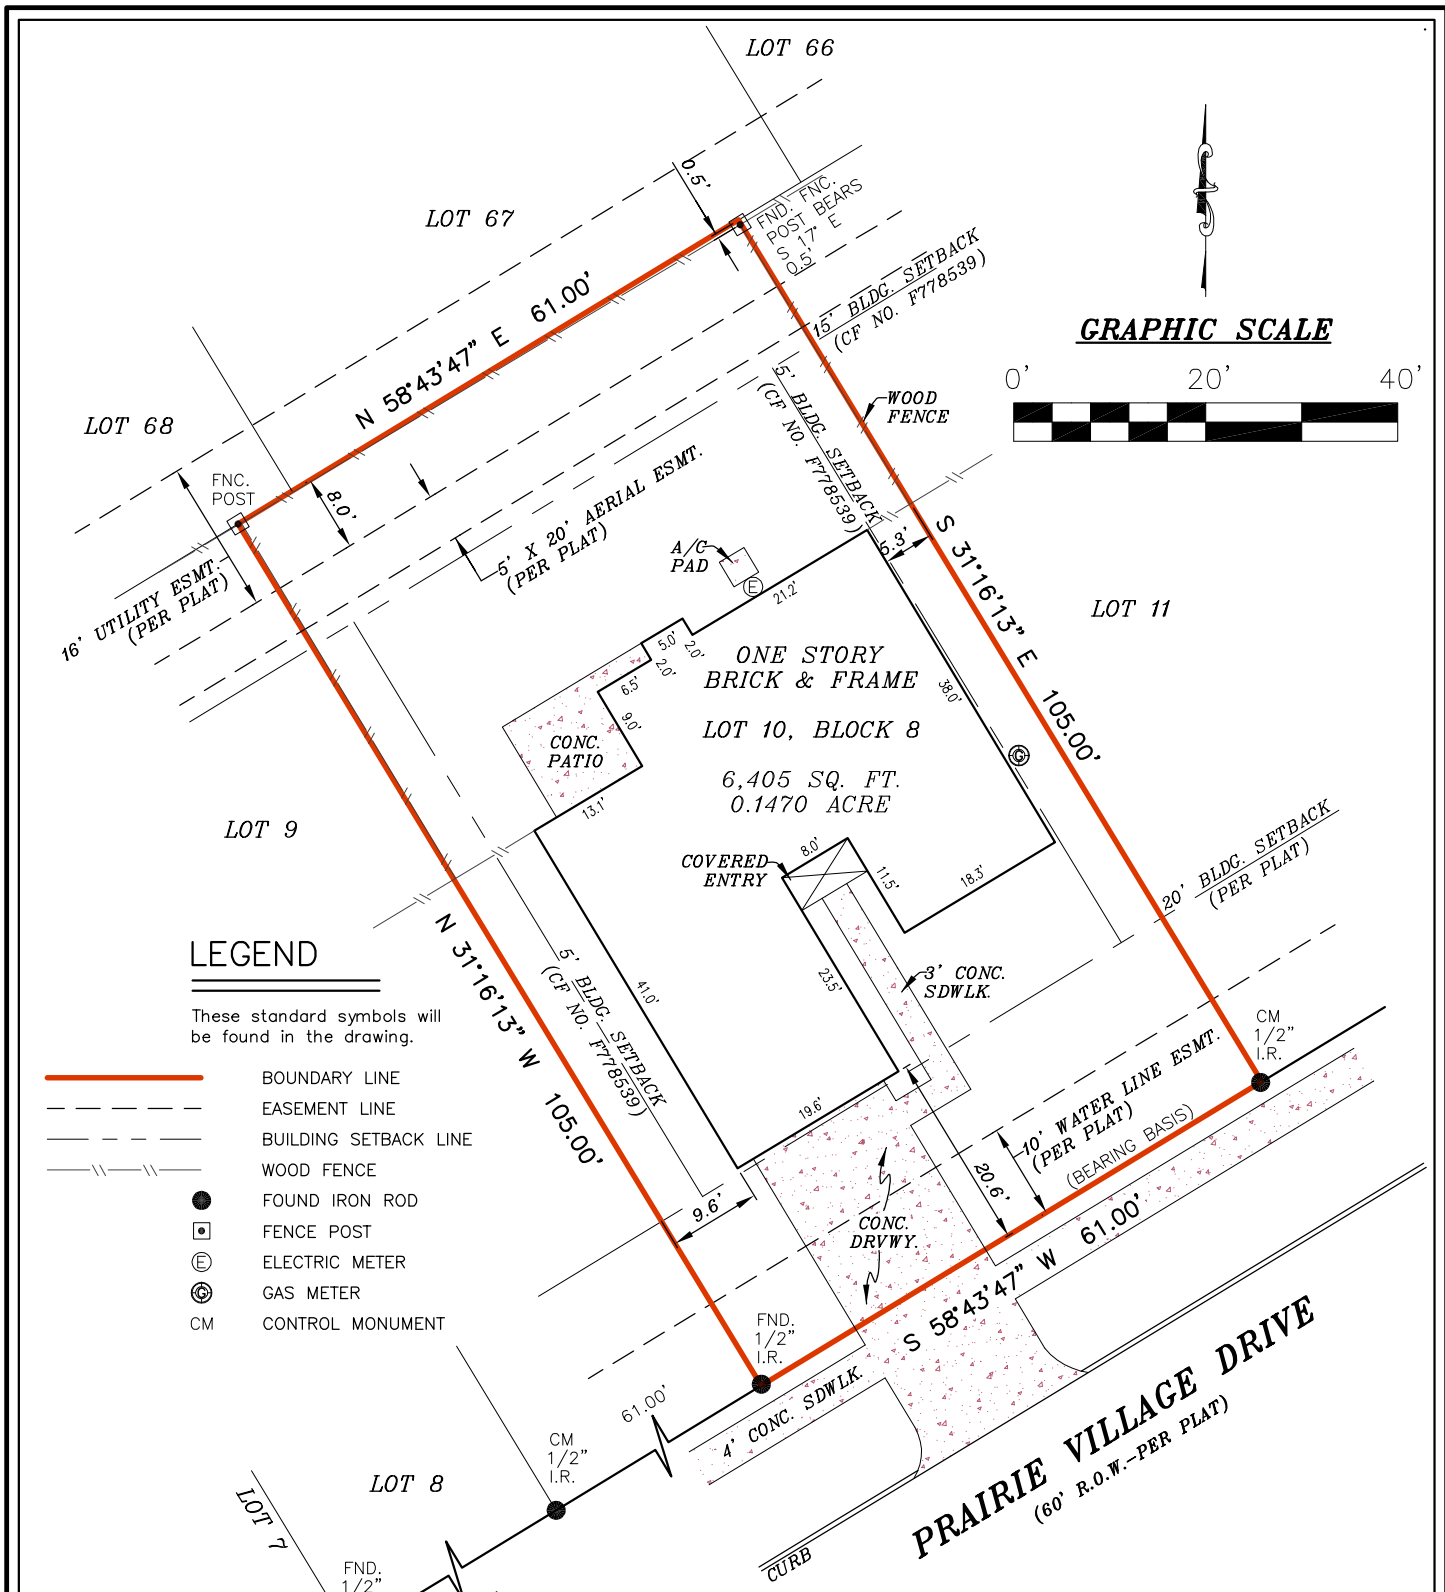 LOT 66
LOT 67
LOT 68
0.5'
FND. FNC.
POST BEARS
S 17° E
0.5'
N 58°43'47" E 61.00'
15' BLDG. SETBACK
(CF NO. F778539)
GRAPHIC SCALE
0' 20' 40'
WOOD
FENCE
5' BLDG. SETBACK
(CF NO. F778539)
FNC.
POST
8.0'
16' UTILITY ESMT.
(PER PLAT)
5' X 20' AERIAL ESMT.
(PER PLAT)
A/C
PAD
E
21.2'
5.3'
S 31°16'13" E 105.00'
LOT 11
5.0'
2.0'
2.0'
6.5'
9.0'
ONE STORY
BRICK & FRAME
38.0'
LOT 10, BLOCK 8
6,405 SQ. FT.
0.1470 ACRE
G
CONC.
PATIO
13.1'
LOT 9
COVERED
ENTRY
8.0'
11.5'
18.3'
20' BLDG. SETBACK
(PER PLAT)
N 31°16'13" W 105.00'
5' BLDG. SETBACK
(CF NO. F778539)
41.0'
23.5'
3' CONC.
SDWLK.
19.6'
CM
1/2"
I.R.
10' WATER LINE ESMT.
(PER PLAT)
(BEARING BASIS)
20.6'
9.6'
CONC.
DRVWY.
S 58°43'47" W 61.00'
LEGEND
These standard symbols will
be found in the drawing.
BOUNDARY LINE
EASEMENT LINE
BUILDING SETBACK LINE
WOOD FENCE
FOUND IRON ROD
FENCE POST
E ELECTRIC METER
G GAS METER
CM CONTROL MONUMENT
FND.
1/2"
I.R.
61.00'
4' CONC. SDWLK.
PRAIRIE VILLAGE DRIVE
(60' R.O.W.-PER PLAT)
CURB
CM
1/2"
I.R.
LOT 8
LOT 7
FND.
1/2"